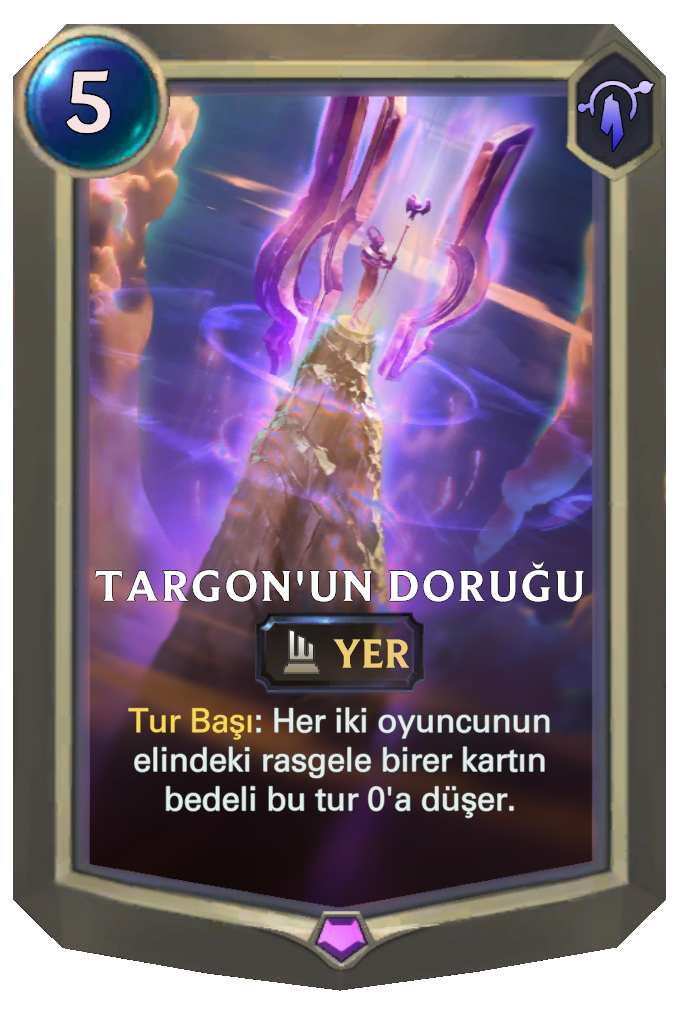 5
TARGON'UN DORUĞU
YER
Tur Başı: Her iki oyuncunun
elindeki rasgele birer kartın
bedeli bu tur 0'a düşer.